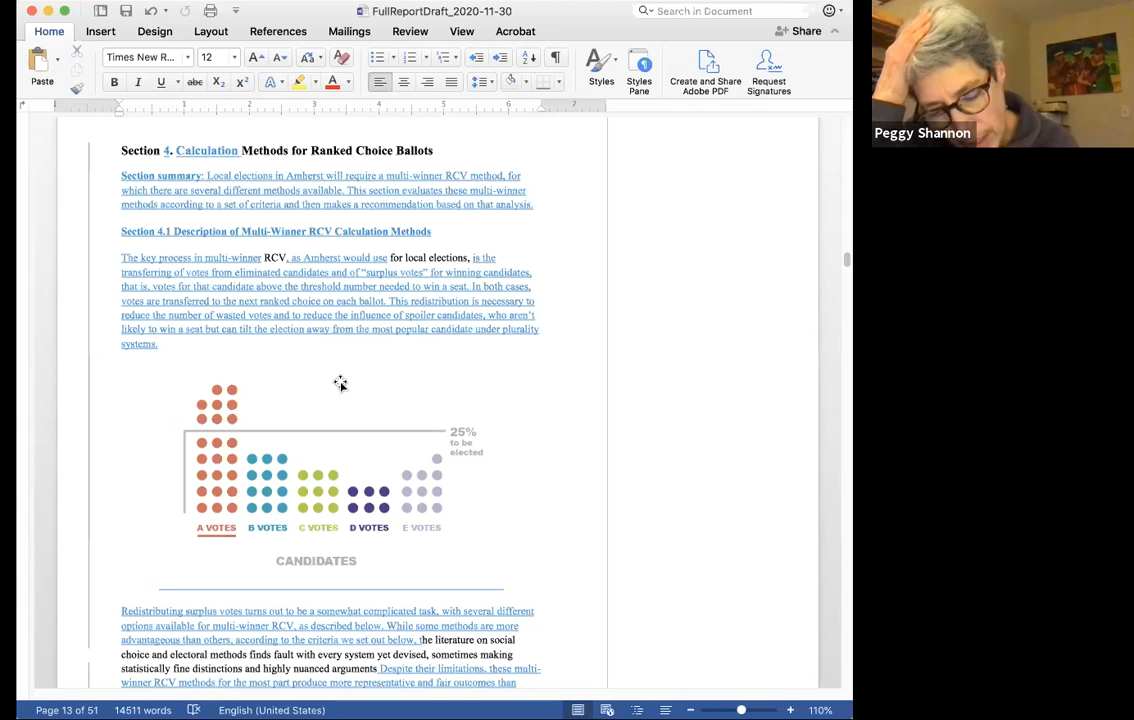 FullReportDraft_2020-11-30
Search in Document
Home Insert Design Layout References Mailings Review View Acrobat Share
Paste
Times New R... 12
Styles
Styles Pane
Create and Share Adobe PDF
Request Signatures
B I U abc X2 X2 A A
1 2 3 4 5 6 7
Section 4. Calculation Methods for Ranked Choice Ballots
Section summary: Local elections in Amherst will require a multi-winner RCV method, for
which there are several different methods available. This section evaluates these multi-winner
methods according to a set of criteria and then makes a recommendation based on that analysis.
Section 4.1 Description of Multi-Winner RCV Calculation Methods
The key process in multi-winner RCV, as Amherst would use for local elections, is the
transferring of votes from eliminated candidates and of “surplus votes” for winning candidates,
that is, votes for that candidate above the threshold number needed to win a seat. In both cases,
votes are transferred to the next ranked choice on each ballot. This redistribution is necessary to
reduce the number of wasted votes and to reduce the influence of spoiler candidates, who aren’t
likely to win a seat but can tilt the election away from the most popular candidate under plurality
systems.
25%
to be
elected
A VOTES B VOTES C VOTES D VOTES E VOTES
CANDIDATES
Redistributing surplus votes turns out to be a somewhat complicated task, with several different
options available for multi-winner RCV, as described below. While some methods are more
advantageous than others, according to the criteria we set out below, the literature on social
choice and electoral methods finds fault with every system yet devised, sometimes making
statistically fine distinctions and highly nuanced arguments Despite their limitations, these multi-
winner RCV methods for the most part produce more representative and fair outcomes than
Page 13 of 51 14511 words English (United States) 110%
Peggy Shannon